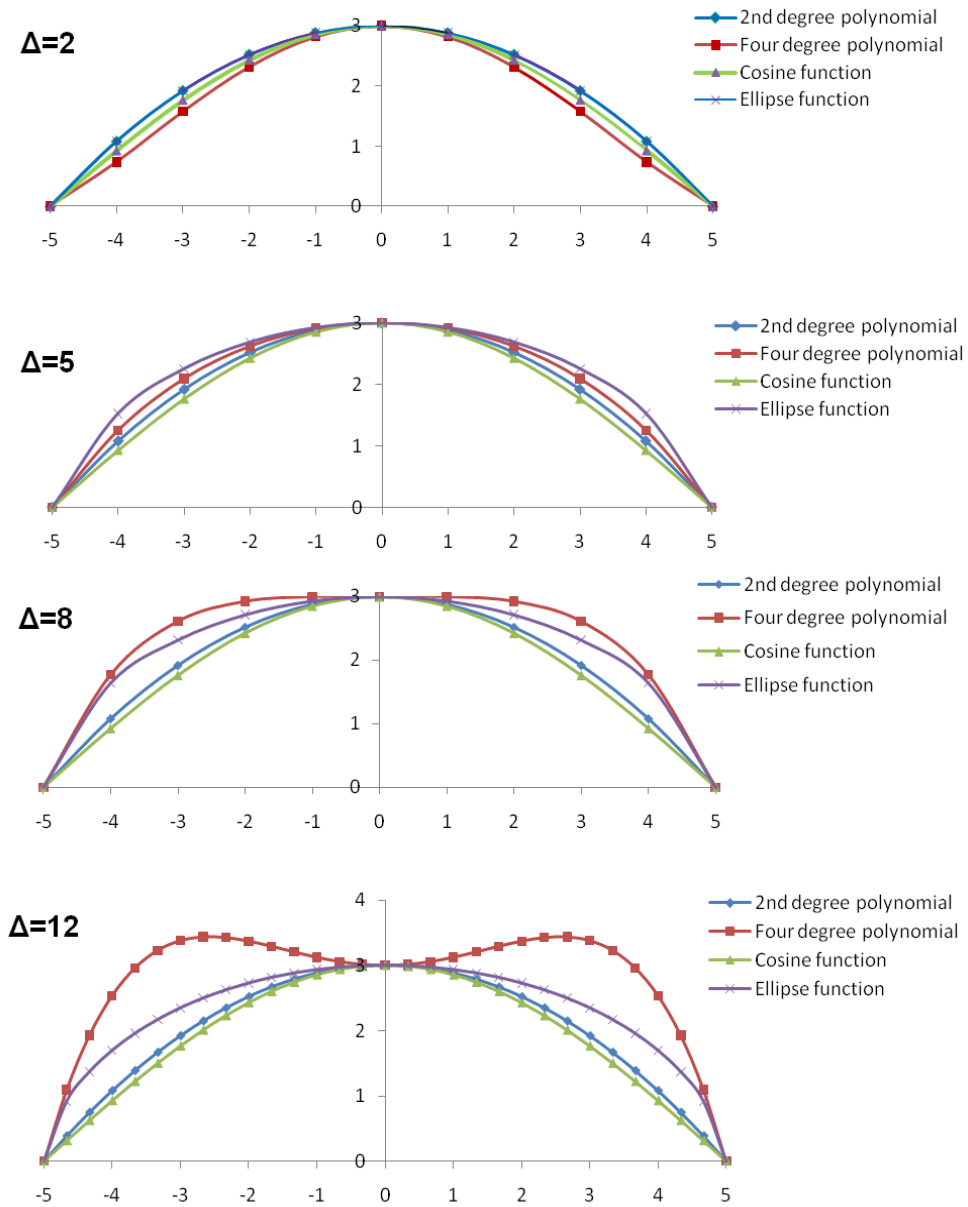 Δ=2
3
2
1
0
-5 -4 -3 -2 -1 0 1 2 3 4 5
2nd degree polynomial
Four degree polynomial
Cosine function
Ellipse function
Δ=5
3
2
1
0
-5 -4 -3 -2 -1 0 1 2 3 4 5
2nd degree polynomial
Four degree polynomial
Cosine function
Ellipse function
Δ=8
3
2
1
0
-5 -4 -3 -2 -1 0 1 2 3 4 5
2nd degree polynomial
Four degree polynomial
Cosine function
Ellipse function
Δ=12
4
3
2
1
0
-5 -4 -3 -2 -1 0 1 2 3 4 5
2nd degree polynomial
Four degree polynomial
Cosine function
Ellipse function